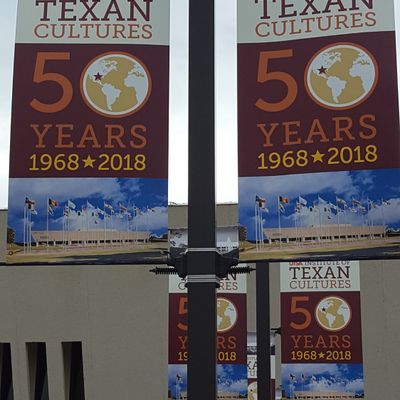 TEXAN
CULTURES
50
YEARS
1968★2018
TEXAN
CULTURES
50
YEARS
1968★2018
UTSA INSTITUTE OF
TEXAN
CULTURES
50
YEARS
1968★2018